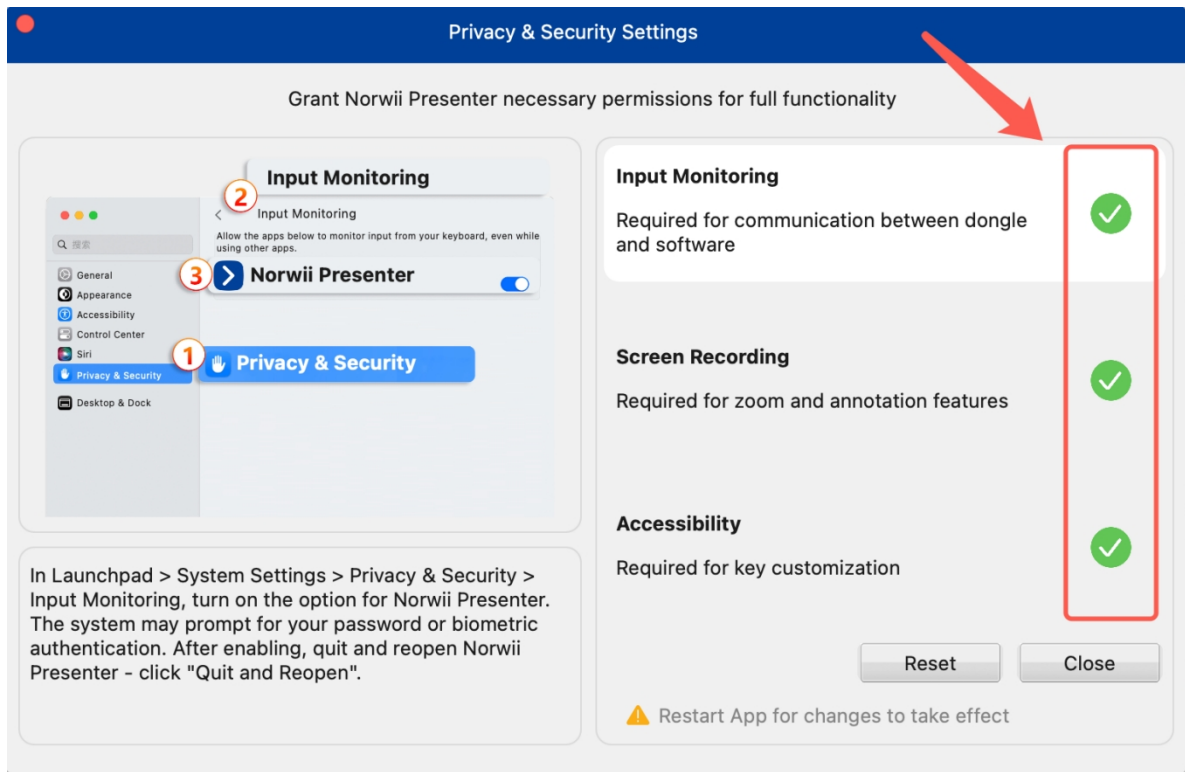 Privacy & Security Settings
Grant Norwii Presenter necessary permissions for full functionality
Input Monitoring
2
Input Monitoring
Allow the apps below to monitor input from your keyboard, even while
using other apps.
搜索
General
Appearance
Accessibility
Control Center
Siri
Privacy & Security
Desktop & Dock
3
Norwii Presenter
1
Privacy & Security
In Launchpad > System Settings > Privacy & Security >
Input Monitoring, turn on the option for Norwii Presenter.
The system may prompt for your password or biometric
authentication. After enabling, quit and reopen Norwii
Presenter - click "Quit and Reopen".
Input Monitoring
Required for communication between dongle
and software
Screen Recording
Required for zoom and annotation features
Accessibility
Required for key customization
Reset
Close
Restart App for changes to take effect